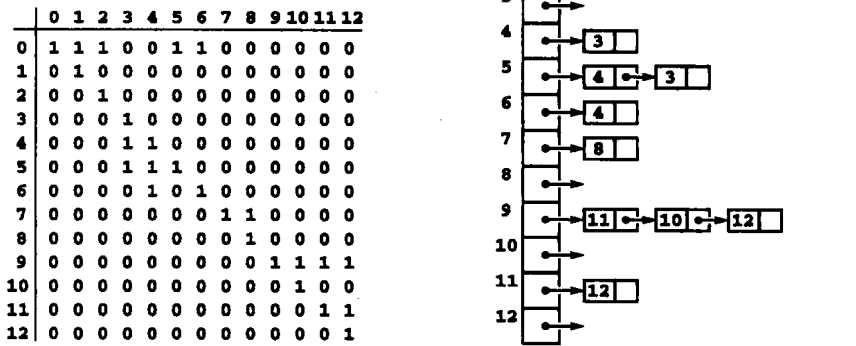 0 1 2 3 4 5 6 7 8 9 10 11 12
0 1 1 1 0 0 1 1 0 0 0 0 0 0
1 0 1 0 0 0 0 0 0 0 0 0 0 0
2 0 0 1 0 0 0 0 0 0 0 0 0 0
3 0 0 0 1 0 0 0 0 0 0 0 0 0
4 0 0 0 1 1 0 0 0 0 0 0 0 0
5 0 0 0 1 1 1 0 0 0 0 0 0 0
6 0 0 0 0 1 0 1 0 0 0 0 0 0
7 0 0 0 0 0 0 0 1 1 0 0 0 0
8 0 0 0 0 0 0 0 0 1 0 0 0 0
9 0 0 0 0 0 0 0 0 0 1 1 1 1
10 0 0 0 0 0 0 0 0 0 0 1 0 0
11 0 0 0 0 0 0 0 0 0 0 0 1 1
12 0 0 0 0 0 0 0 0 0 0 0 0 1
4 3
5 4 3
6 4
7 8
8
9 11 10 12
10
11 12
12